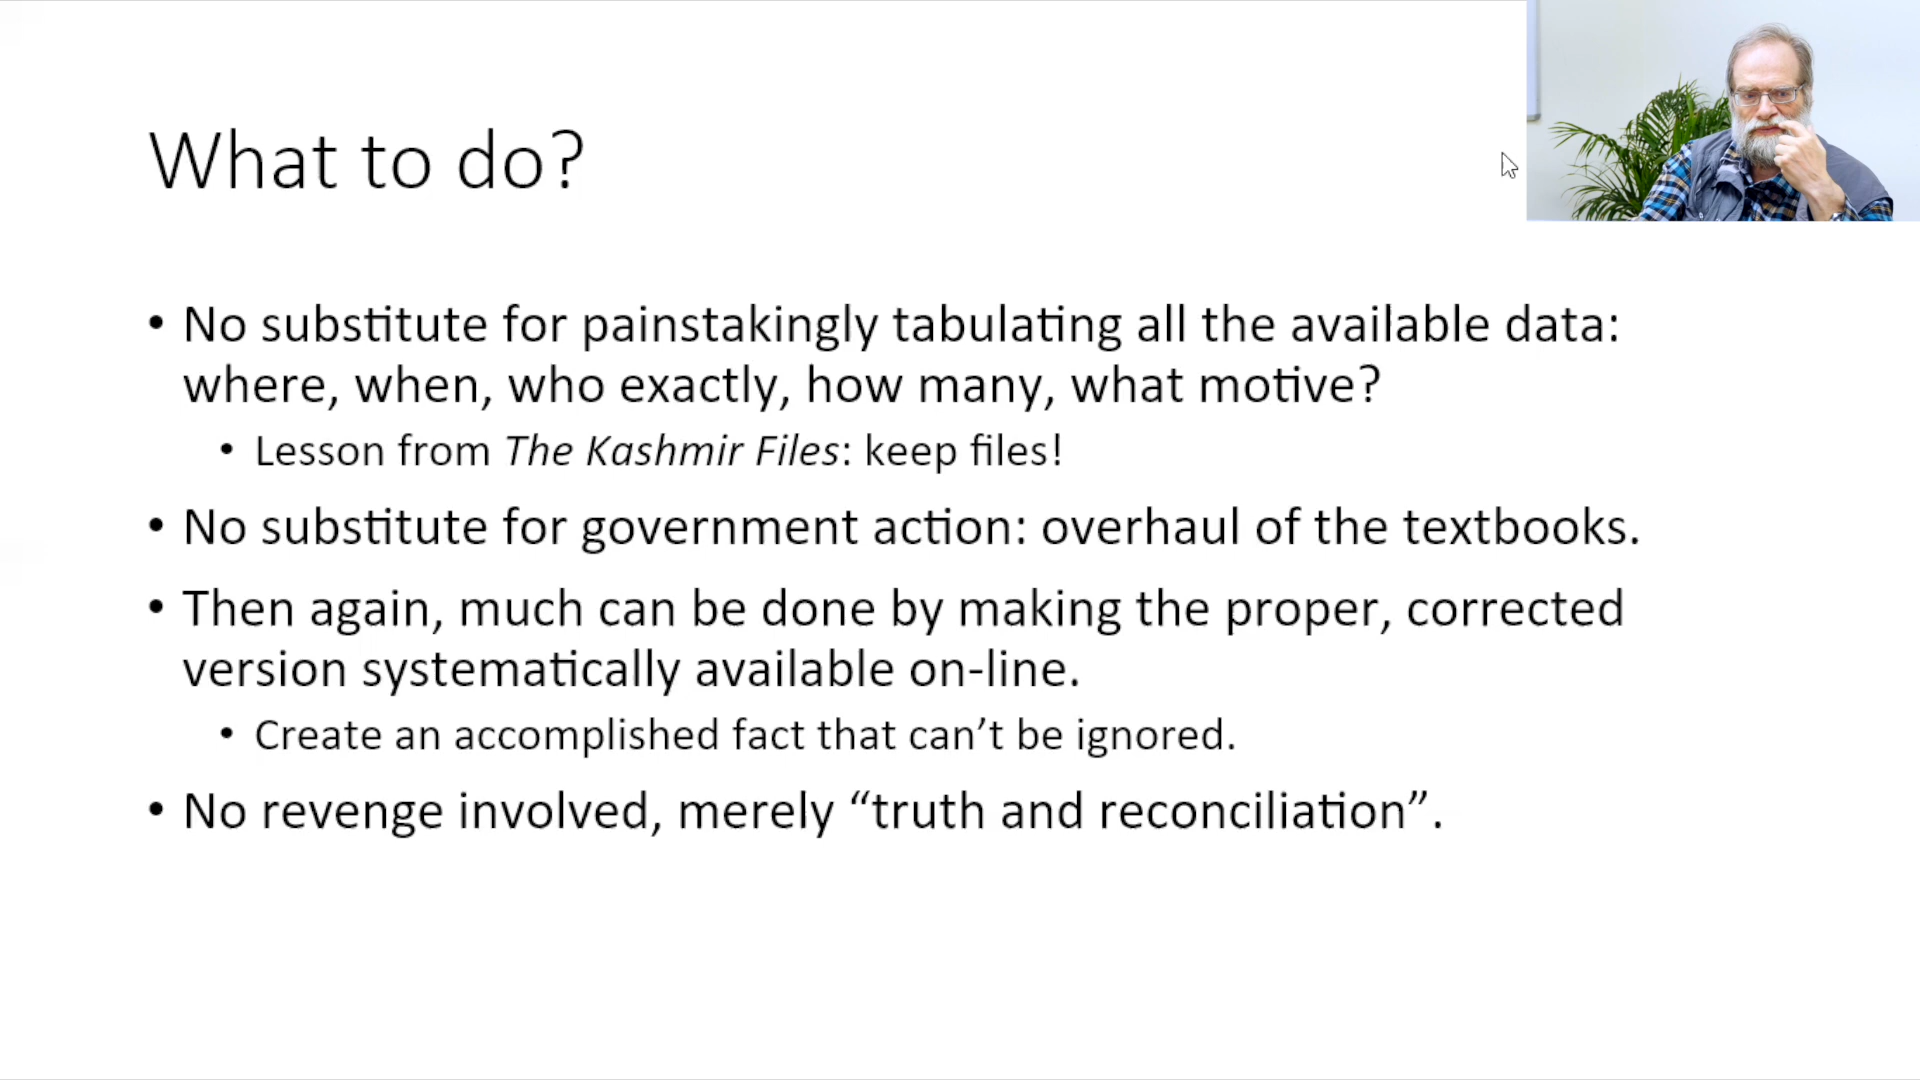 What to do?
• No substitute for painstakingly tabulating all the available data:
where, when, who exactly, how many, what motive?
• Lesson from The Kashmir Files: keep files!
• No substitute for government action: overhaul of the textbooks.
• Then again, much can be done by making the proper, corrected
version systematically available on-line.
• Create an accomplished fact that can’t be ignored.
• No revenge involved, merely “truth and reconciliation”.